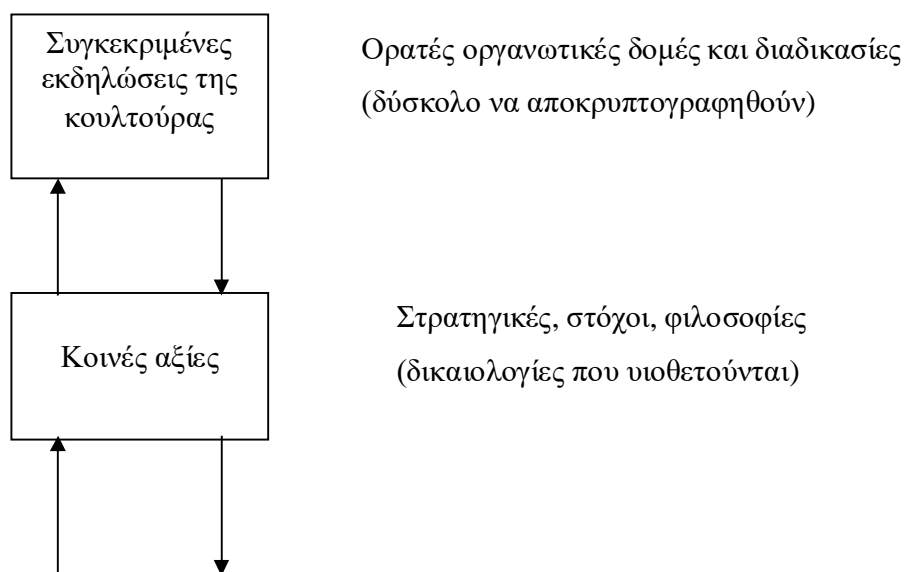 Συγκεκριμένες
εκδηλώσεις της
κουλτούρας
Ορατές οργανωτικές δομές και διαδικασίες
(δύσκολο να αποκρυπτογραφηθούν)
Κοινές αξίες
Στρατηγικές, στόχοι, φιλοσοφίες
(δικαιολογίες που υιοθετούνται)